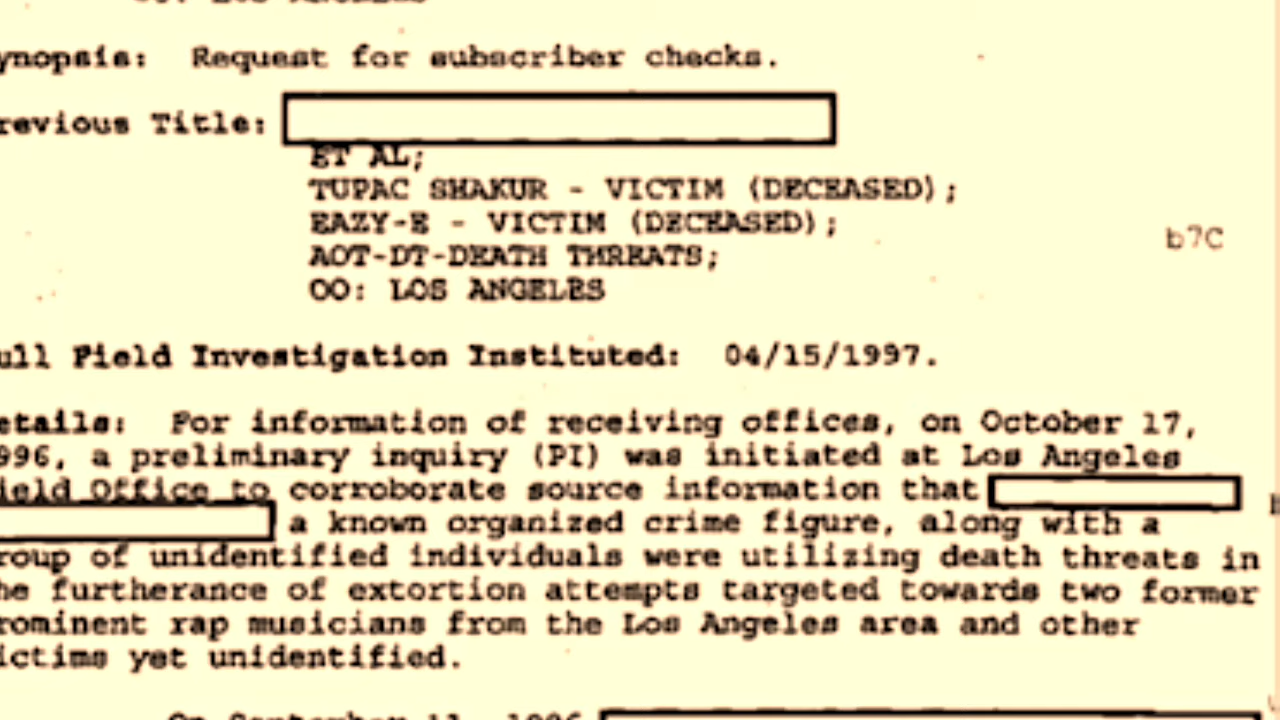 ynopsis: Request for subscriber checks.
revious Title:
ET AL;
TUPAC SHAKUR - VICTIM (DECEASED);
EAZY-E - VICTIM (DECEASED);
b7C
AOT-DT-DEATH THREATS;
OO: LOS ANGELES
ull Field Investigation Instituted: 04/15/1997.
etails: For information of receiving offices, on October 17,
996, a preliminary inquiry (PI) was initiated at Los Angeles
ield Office to corroborate source information that
a known organized crime figure, along with a
roup of unidentified individuals were utilizing death threats in
he furtherance of extortion attempts targeted towards two former
rominent rap musicians from the Los Angeles area and other
ictims yet unidentified.